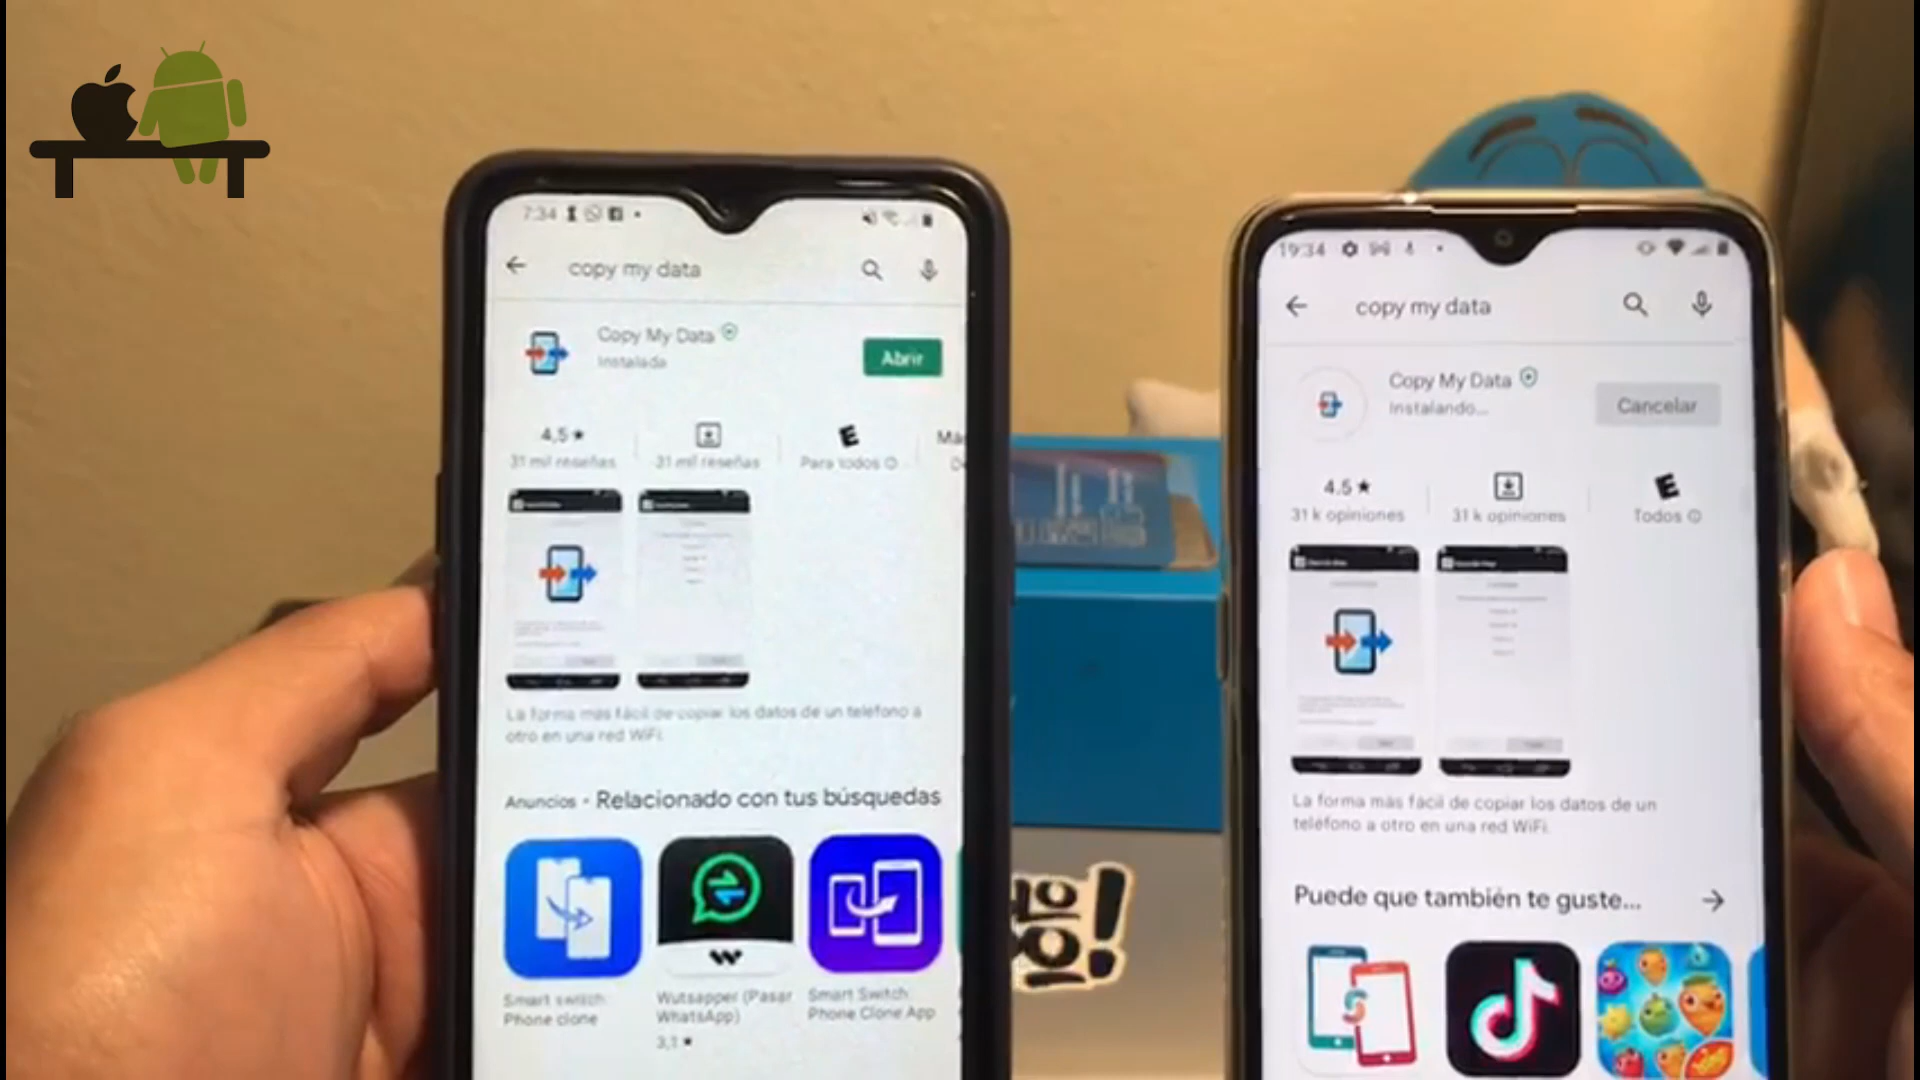 7:34
copy my data
Copy My Data
Instalada
Abrir
4,5★
31 mil reseñas
31 mil reseñas
E
Para todos
La forma más fácil de copiar los datos de un teléfono a
otro en una red WiFi.
Anuncios · Relacionado con tus búsquedas
Smart switch
Phone clone
Wutsapper (Pasar
WhatsApp)
3,1 ★
Smart Switch:
Phone Clone App
19:34
copy my data
Copy My Data
Instalando...
Cancelar
4.5★
31 k opiniones
31 k opiniones
E
Todos
La forma más fácil de copiar los datos de un
teléfono a otro en una red WiFi.
Puede que también te guste...